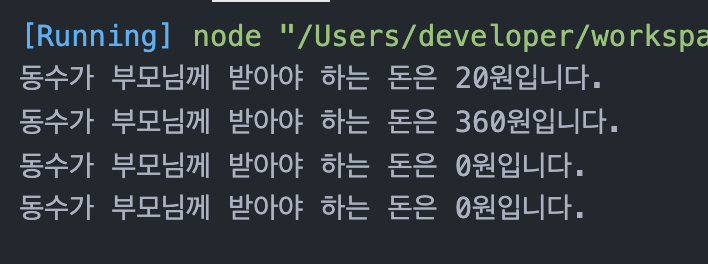 [Running] node "/Users/developer/workspa
동수가 부모님께 받아야 하는 돈은 20원입니다.
동수가 부모님께 받아야 하는 돈은 360원입니다.
동수가 부모님께 받아야 하는 돈은 0원입니다.
동수가 부모님께 받아야 하는 돈은 0원입니다.